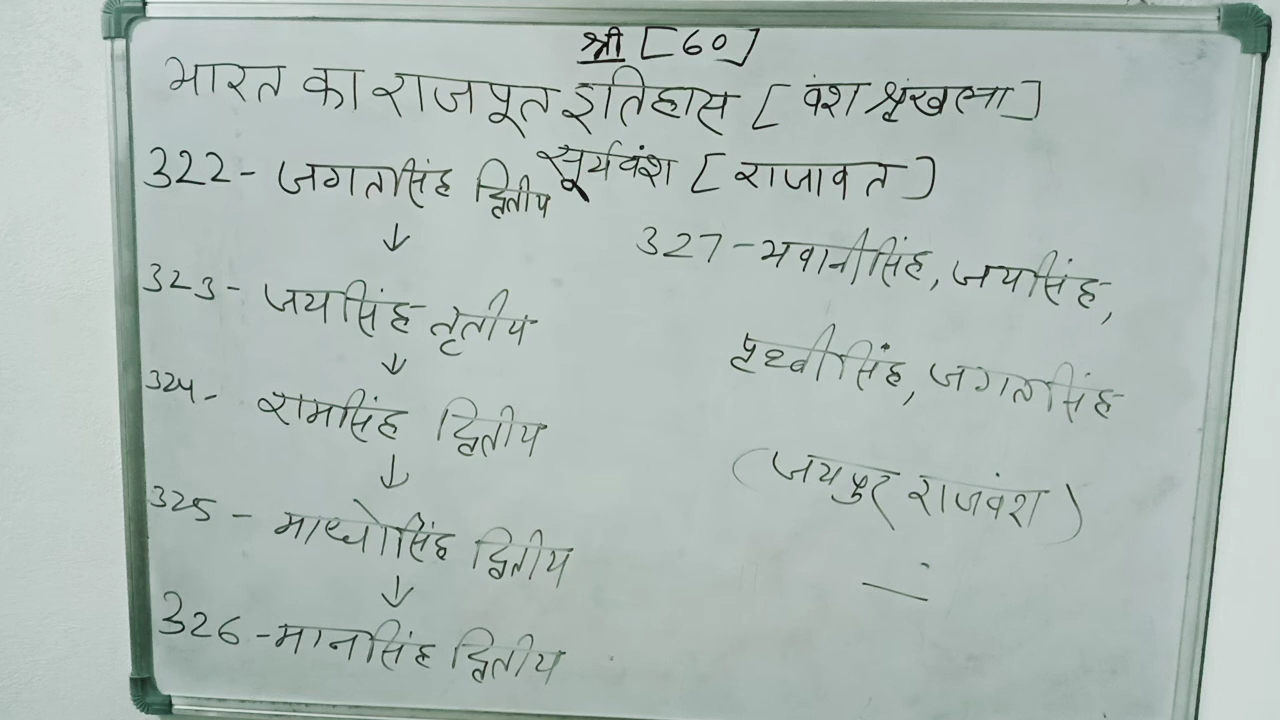 श्री [60]
भारत का राजपूत इतिहास [वंश श्रृंखला]
सूर्यवंश [राजावत]
322- जगतसिंह द्वितीय
↓
323- जयसिंह तृतीय
↓
324- रामसिंह द्वितीय
↓
325- माधोसिंह द्वितीय
↓
326-मानसिंह द्वितीय
327-भवानीसिंह, जयसिंह,
पृथ्वीसिंह, जगतसिंह
(जयपुर राजवंश)